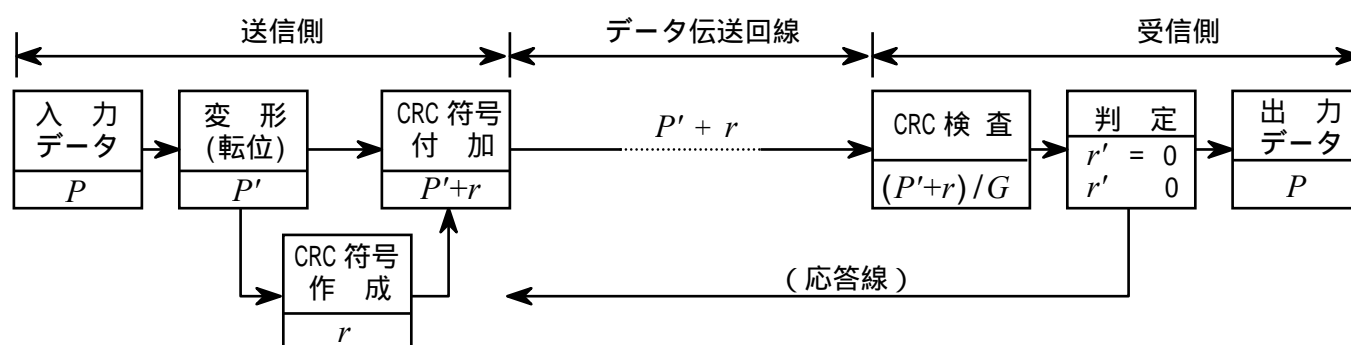 送信側
データ伝送回線
受信側
入 力
データ
P
変 形
(転位)
P'
CRC 符号
付 加
P'+r
P' + r
CRC 検 査
(P'+r)/G
判 定
r' = 0
r' 0
出 力
データ
P
CRC 符号
作 成
r
(応答線)